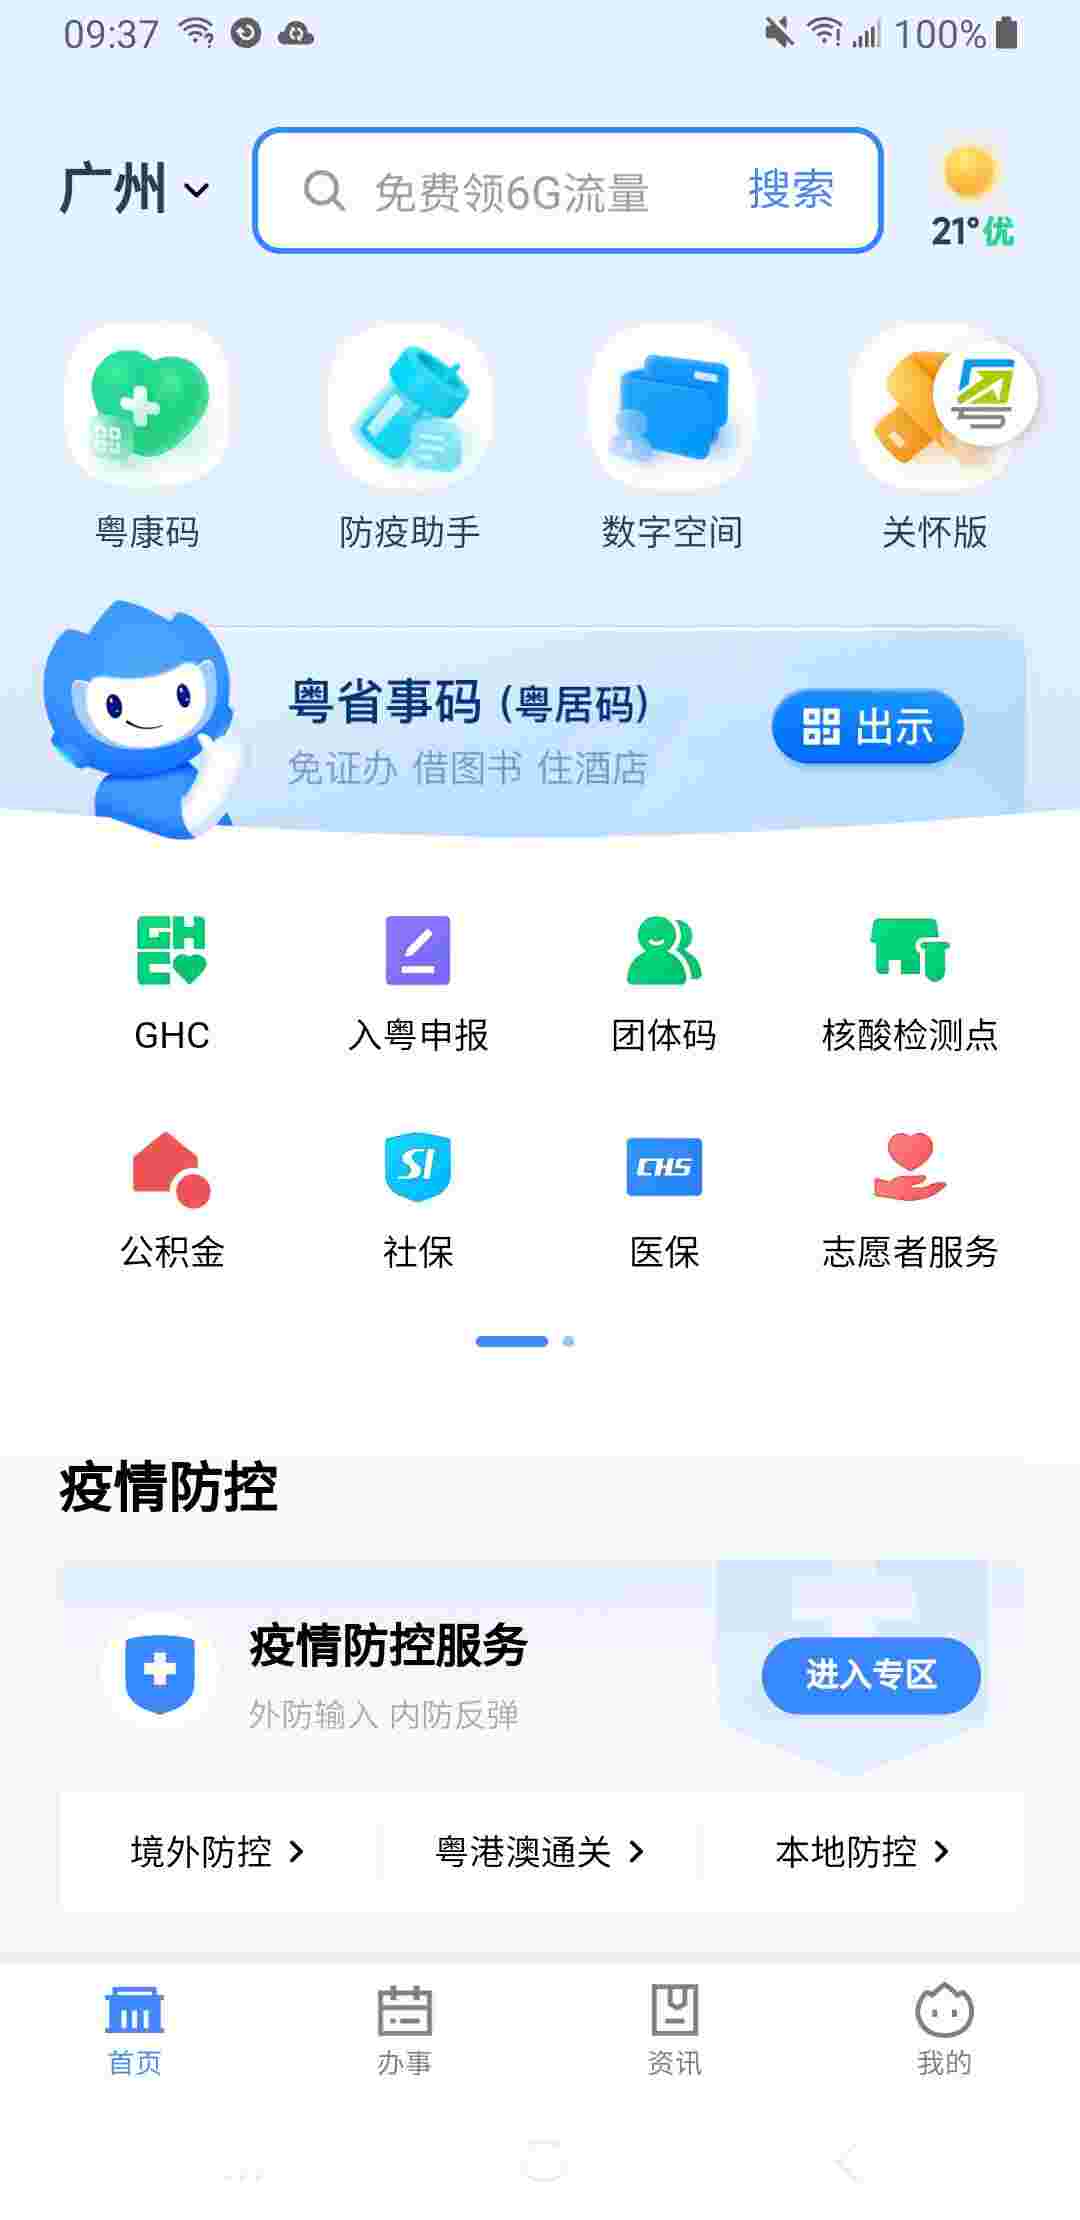 09:37
100%
广州
免费领6G流量
搜索
21°优
粤康码
防疫助手
数字空间
关怀版
粤省事码 (粤居码)
免证办 借图书 住酒店
出示
GHC
GHC
入粤申报
团体码
核酸检测点
SI
CHS
公积金
社保
医保
志愿者服务
疫情防控
疫情防控服务
外防输入 内防反弹
进入专区
境外防控
粤港澳通关
本地防控
首页
办事
资讯
我的